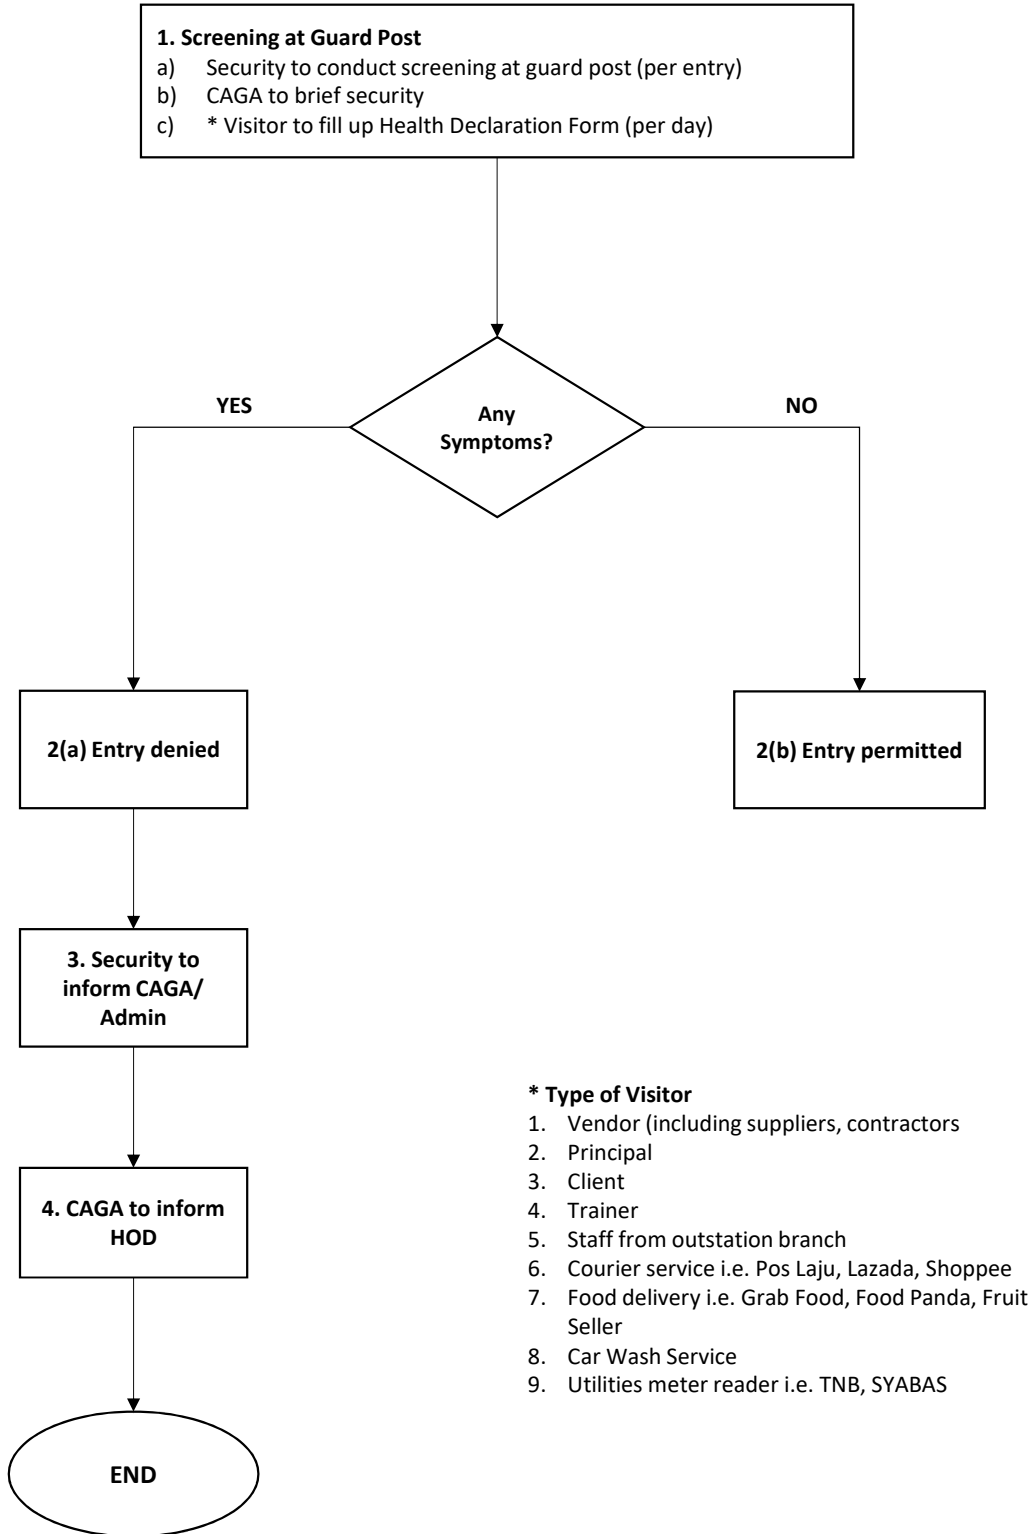 1. Screening at Guard Post
a) Security to conduct screening at guard post (per entry)
b) CAGA to brief security
c) * Visitor to fill up Health Declaration Form (per day)
YES
Any
Symptoms?
NO
2(a) Entry denied
2(b) Entry permitted
3. Security to
inform CAGA/
Admin
4. CAGA to inform
HOD
END
* Type of Visitor
1. Vendor (including suppliers, contractors
2. Principal
3. Client
4. Trainer
5. Staff from outstation branch
6. Courier service i.e. Pos Laju, Lazada, Shoppee
7. Food delivery i.e. Grab Food, Food Panda, Fruit
Seller
8. Car Wash Service
9. Utilities meter reader i.e. TNB, SYABAS